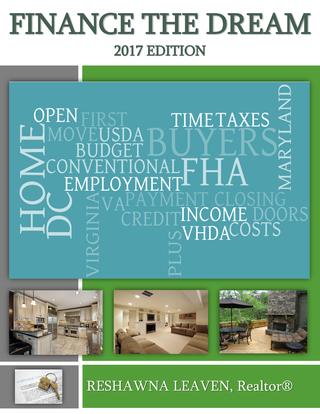 FINANCE THE DREAM
2017 EDITION
OPEN FIRST TIME TAXES
MOVE USDA BUYERS
BUDGET
CONVENTIONAL FHA
EMPLOYMENT
HOME
DC
MARYLAND
VIRGINIA
VA PAYMENT CLOSING
CREDIT INCOME DOORS
VHDA COSTS
PLUS
RESHAWNA LEAVEN, Realtor®